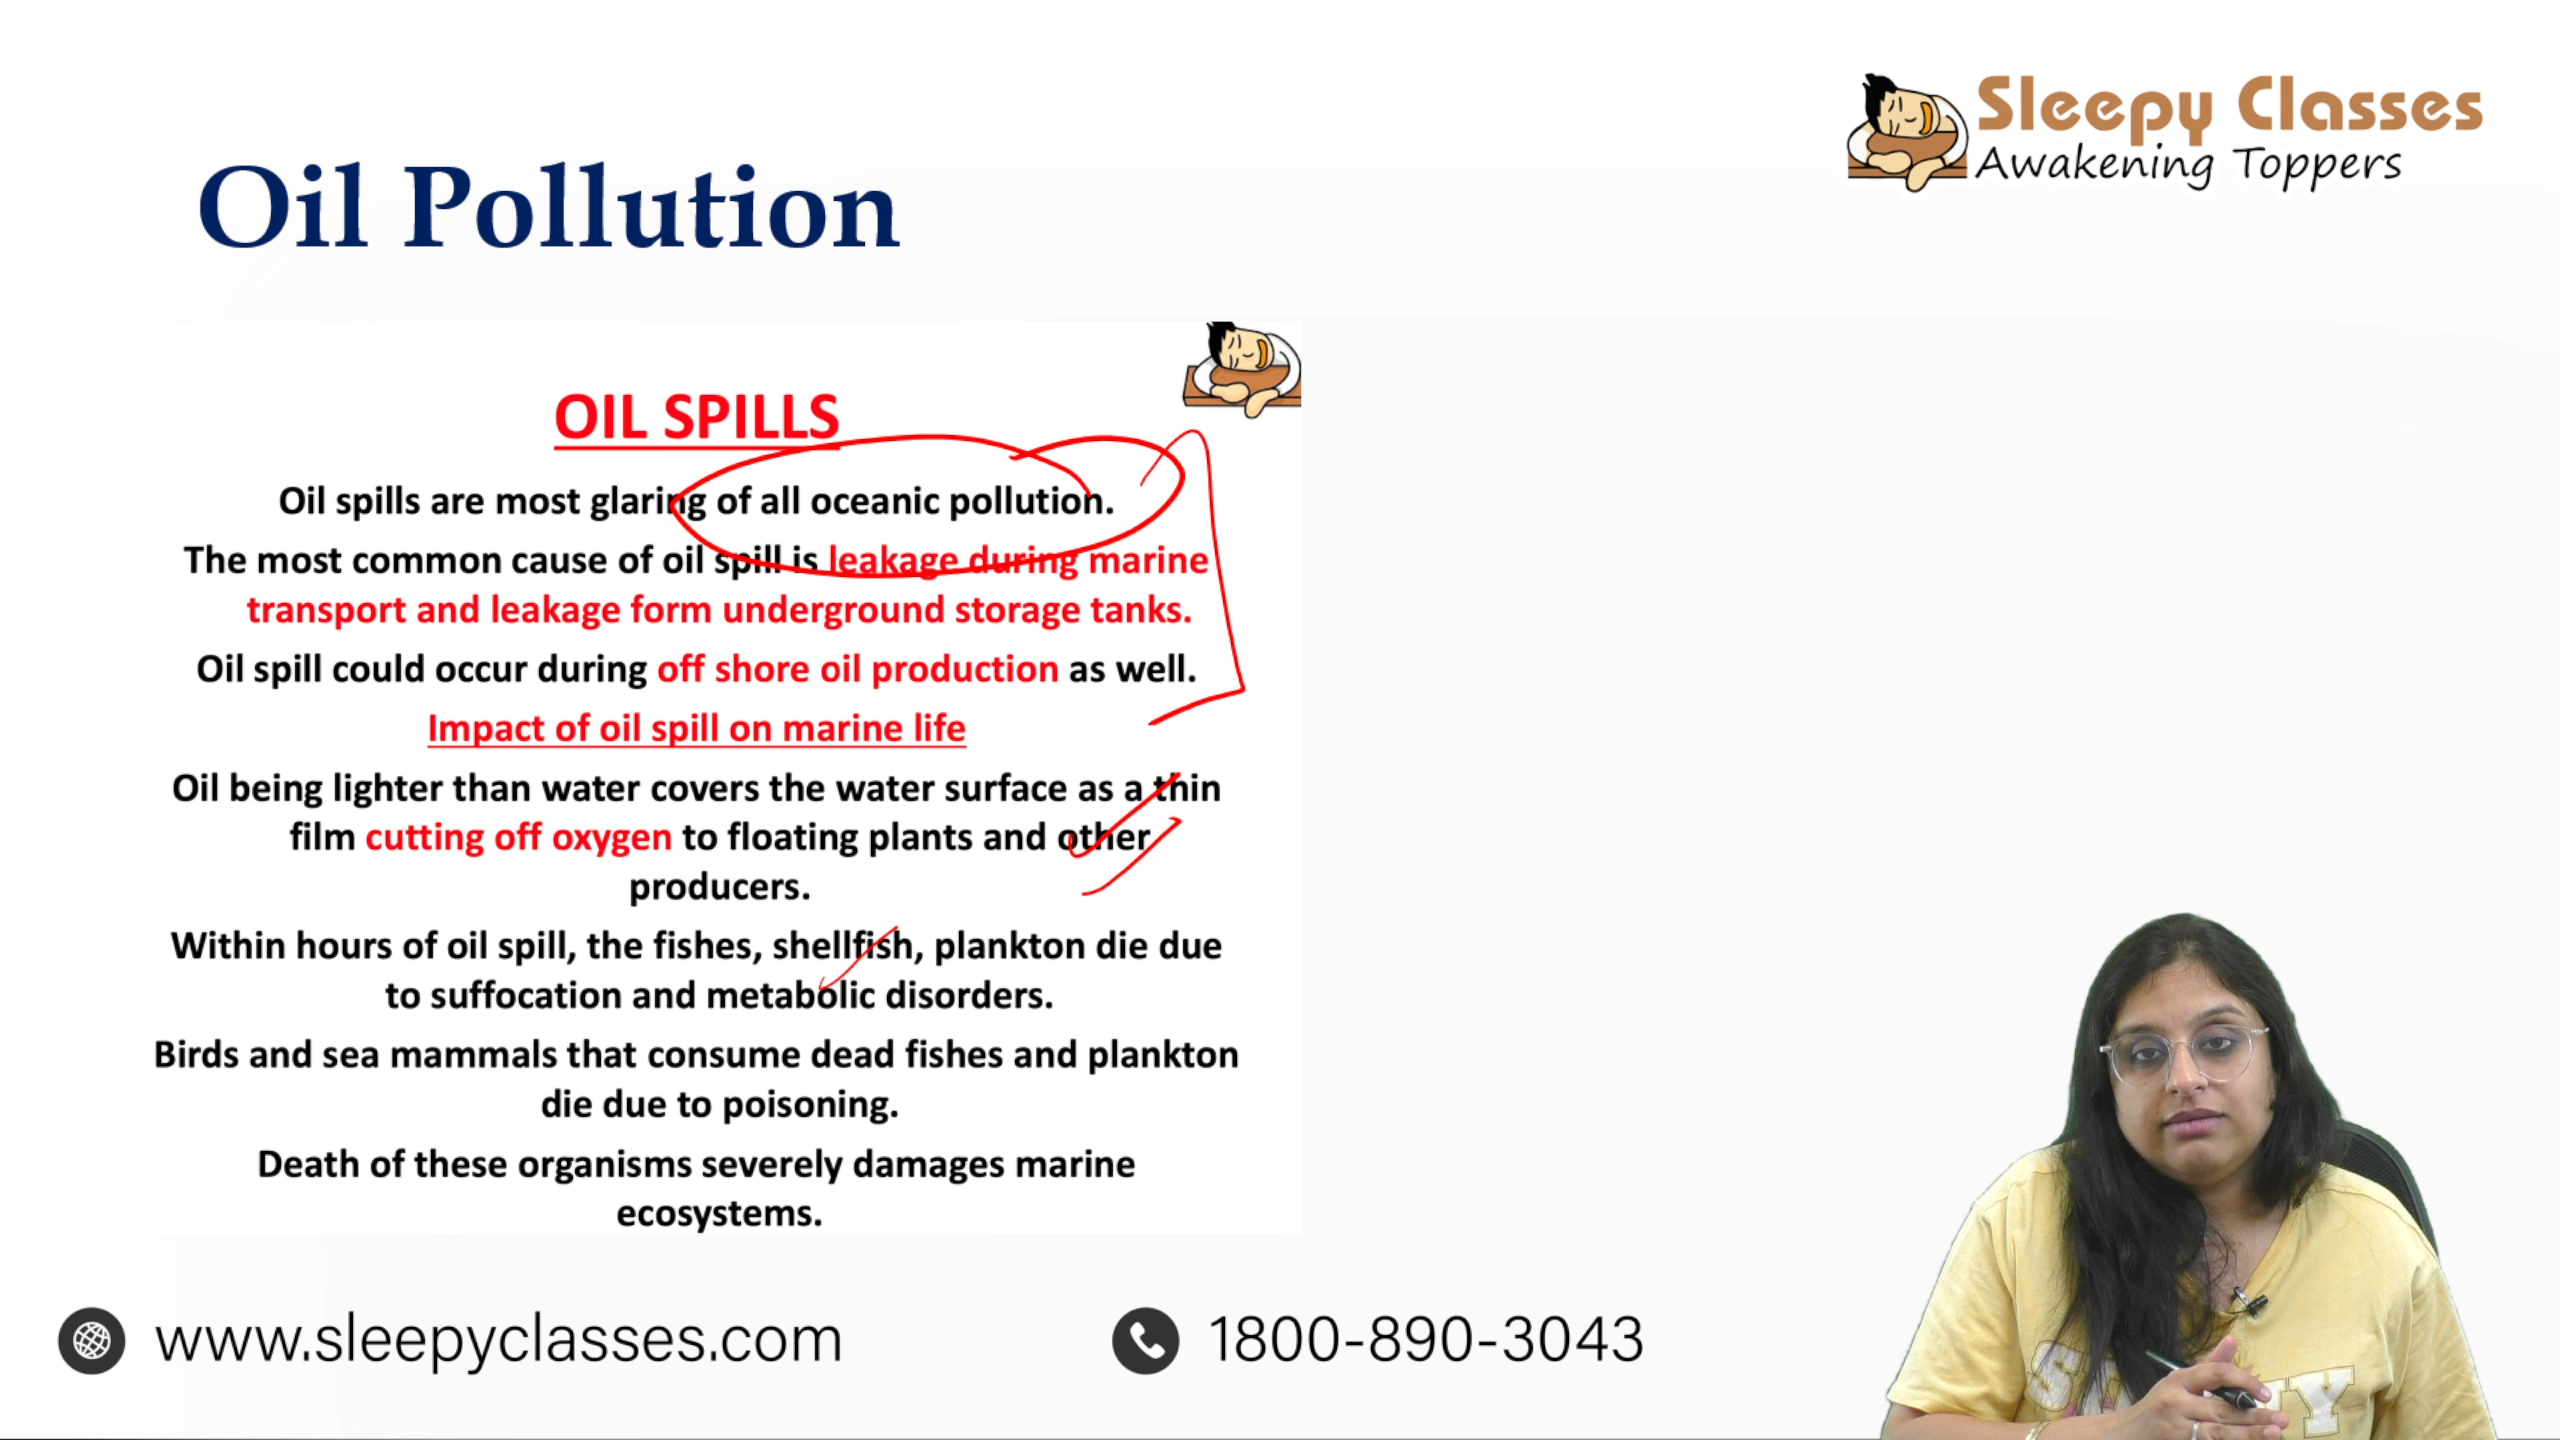 Sleepy Classes
Awakening Toppers
Oil Pollution
OIL SPILLS
Oil spills are most glaring of all oceanic pollution.
The most common cause of oil spill is leakage during marine
transport and leakage form underground storage tanks.
Oil spill could occur during off shore oil production as well.
Impact of oil spill on marine life
Oil being lighter than water covers the water surface as a thin
film cutting off oxygen to floating plants and other
producers.
Within hours of oil spill, the fishes, shellfish, plankton die due
to suffocation and metabolic disorders.
Birds and sea mammals that consume dead fishes and plankton
die due to poisoning.
Death of these organisms severely damages marine
ecosystems.
www.sleepyclasses.com
1800-890-3043